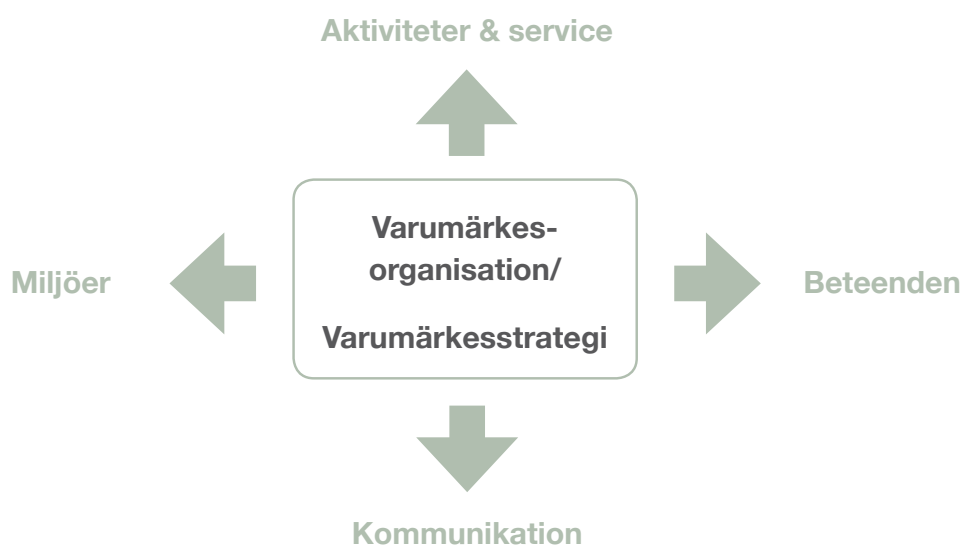 Aktiviteter & service
Varumärkes-
organisation/
Miljöer
Beteenden
Varumärkesstrategi
Kommunikation